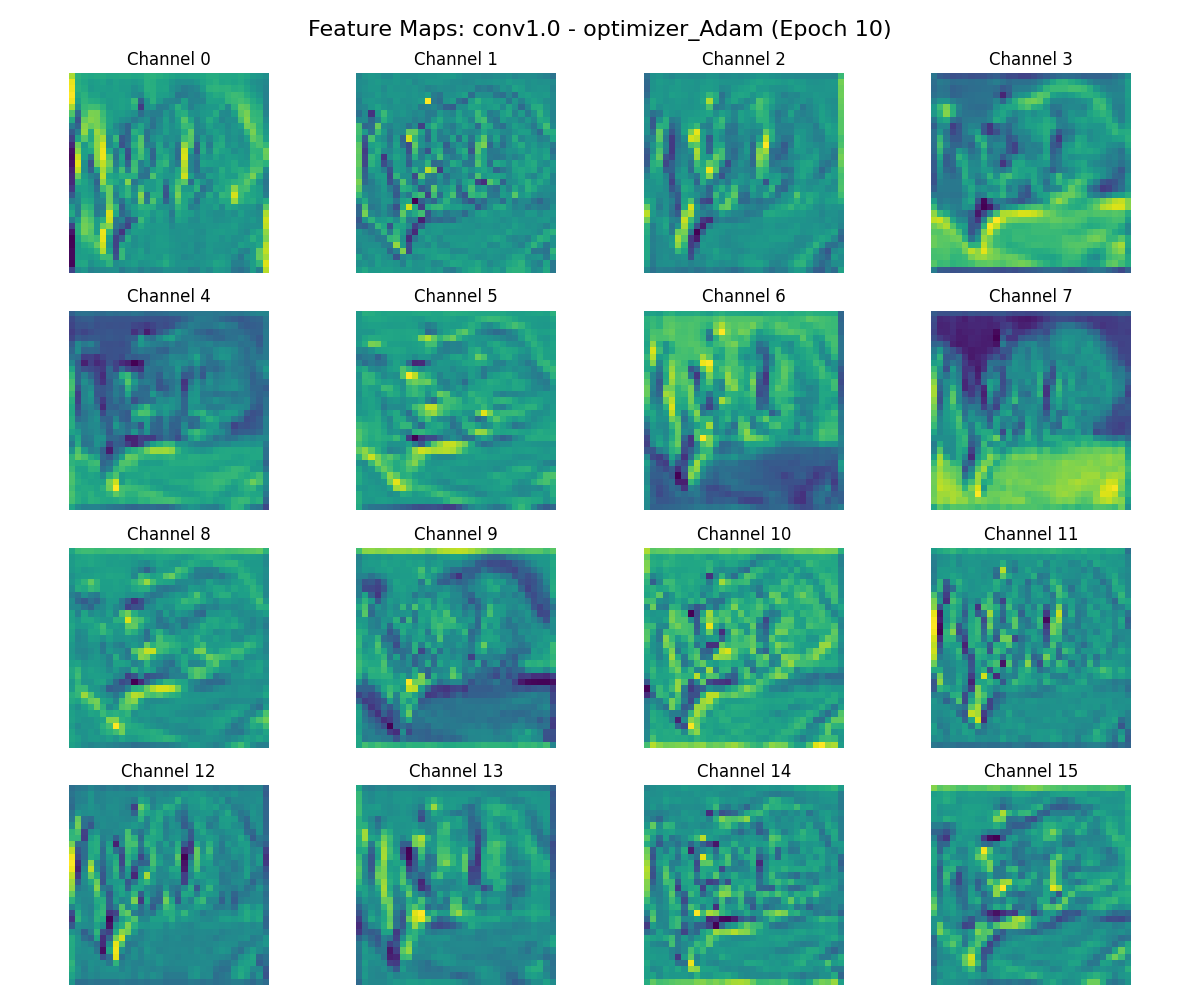 Feature Maps: conv1.0 - optimizer_Adam (Epoch 10)
Channel 0
Channel 1
Channel 2
Channel 3
Channel 4
Channel 5
Channel 6
Channel 7
Channel 8
Channel 9
Channel 10
Channel 11
Channel 12
Channel 13
Channel 14
Channel 15